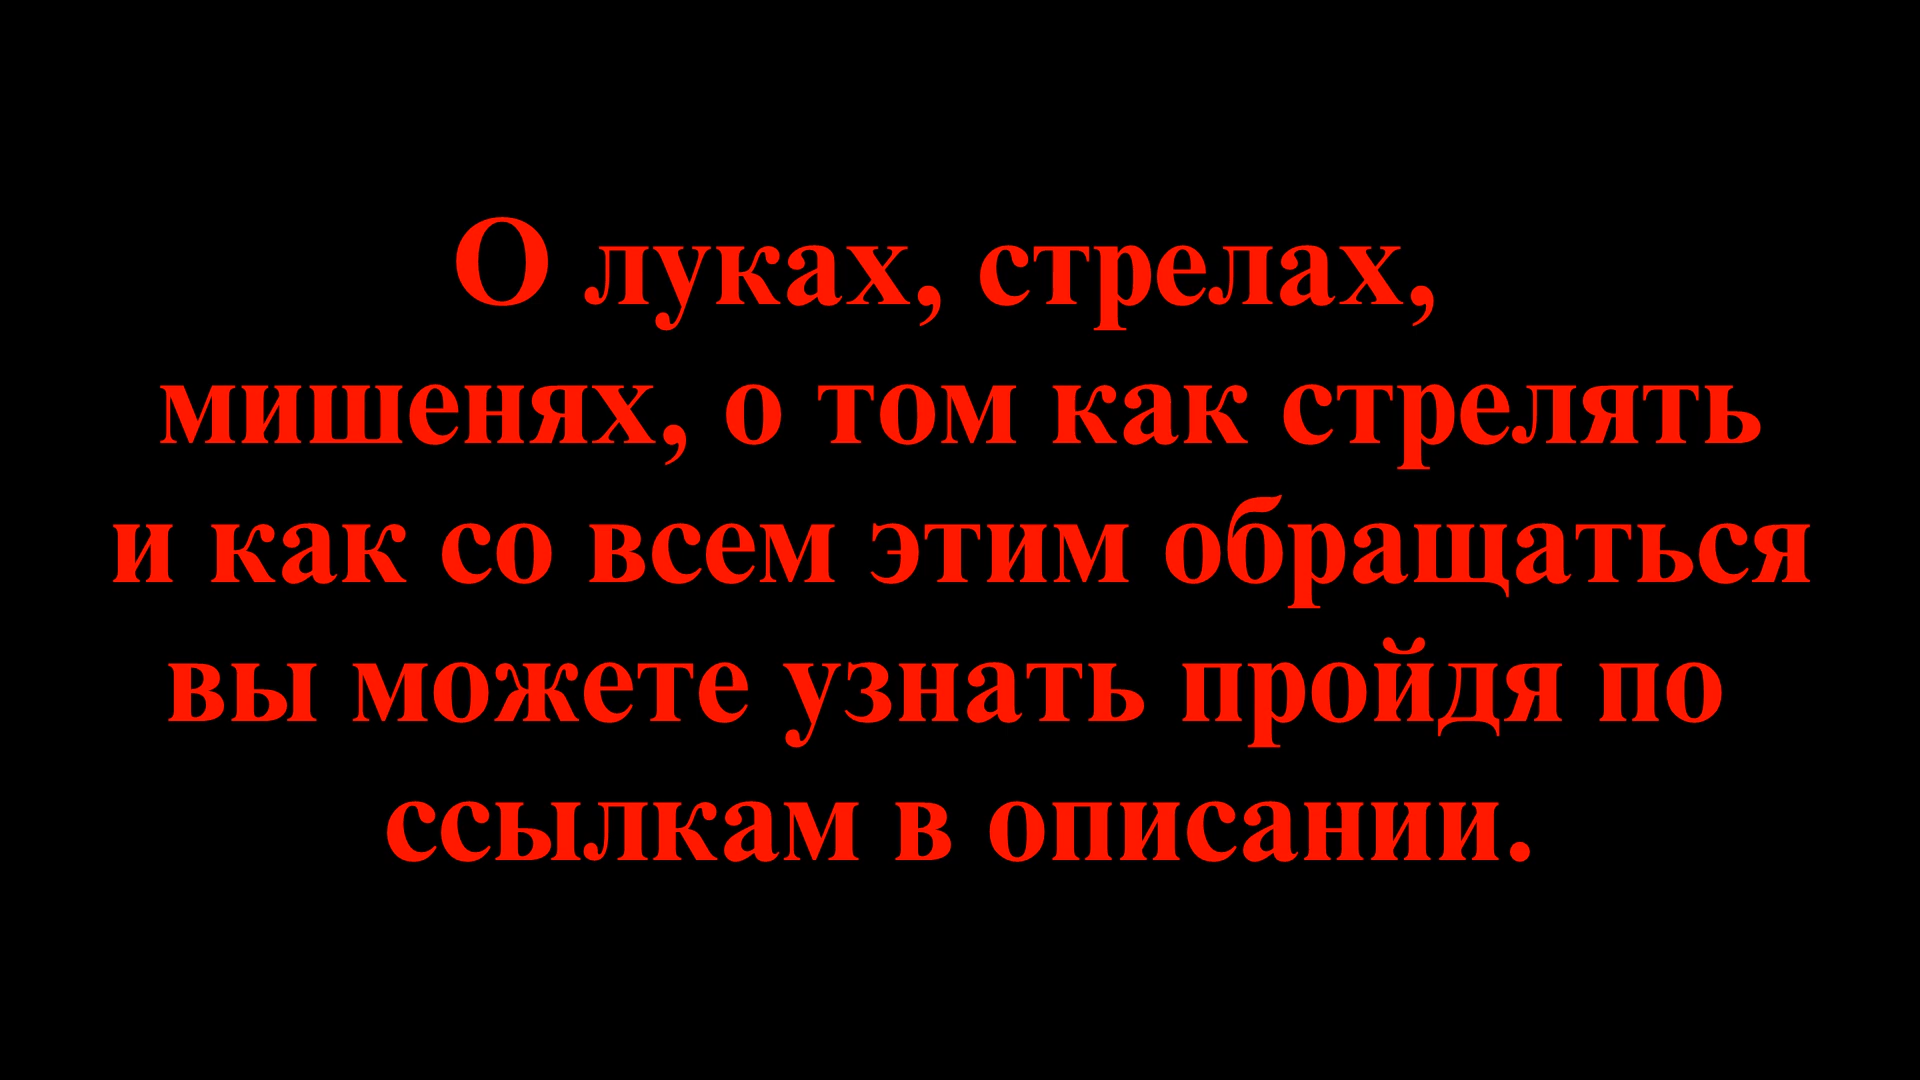 О луках, стрелах,
мишенях, о том как стрелять
и как со всем этим обращаться
вы можете узнать пройдя по
ссылкам в описании.